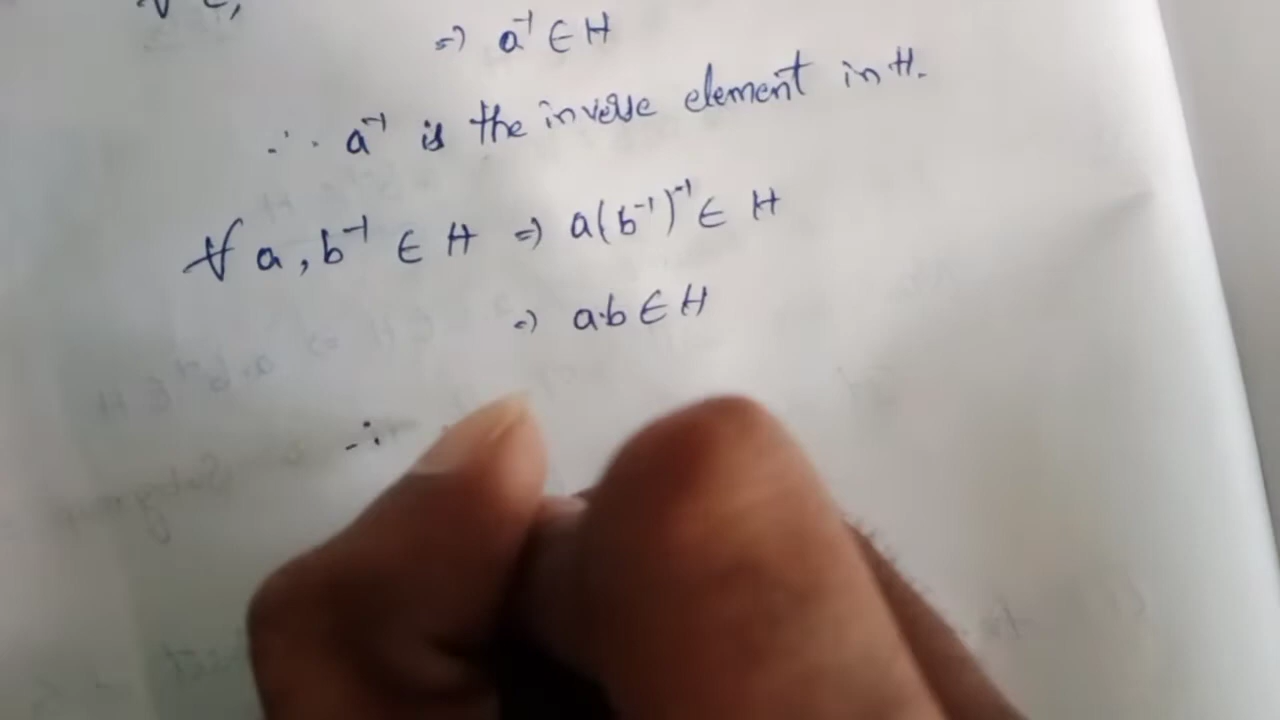 ⇒ a⁻¹ ∈ H
∴ a⁻¹ is the inverse element in H.
∀ a, b⁻¹ ∈ H ⇒ a(b⁻¹)⁻¹ ∈ H
⇒ a·b ∈ H
∴